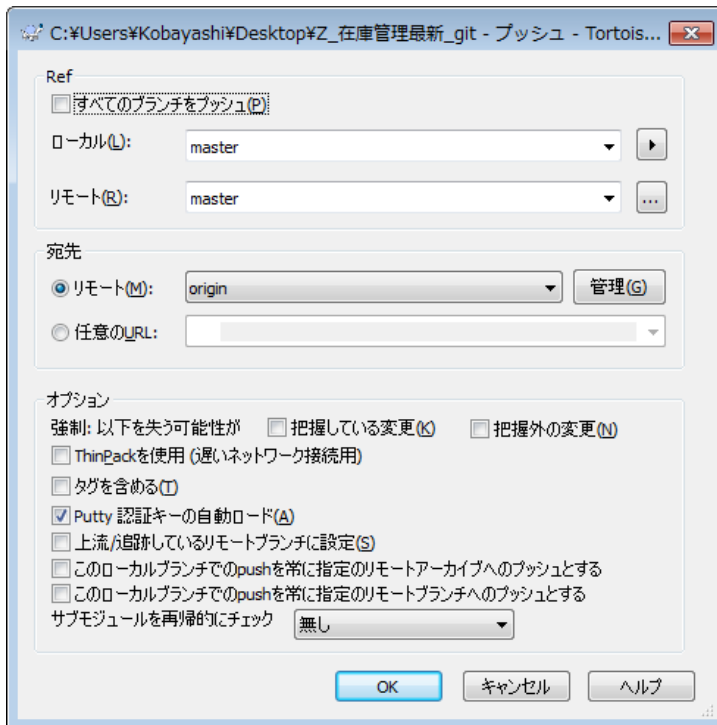 C:¥Users¥Kobayashi¥Desktop¥Z_在庫管理最新_git - プッシュ - Tortois...
Ref
すべてのブランチをプッシュ(P)
ローカル(L): master
リモート(R): master ...
宛先
リモート(M): origin 管理(G)
任意のURL:
オプション
強制: 以下を失う可能性が 把握している変更(K) 把握外の変更(N)
ThinPackを使用 (遅いネットワーク接続用)
タグを含める(T)
Putty 認証キーの自動ロード(A)
上流/追跡しているリモートブランチに設定(S)
このローカルブランチでのpushを常に指定のリモートアーカイブへのプッシュとする
このローカルブランチでのpushを常に指定のリモートブランチへのプッシュとする
サブモジュールを再帰的にチェック 無し
OK キャンセル ヘルプ